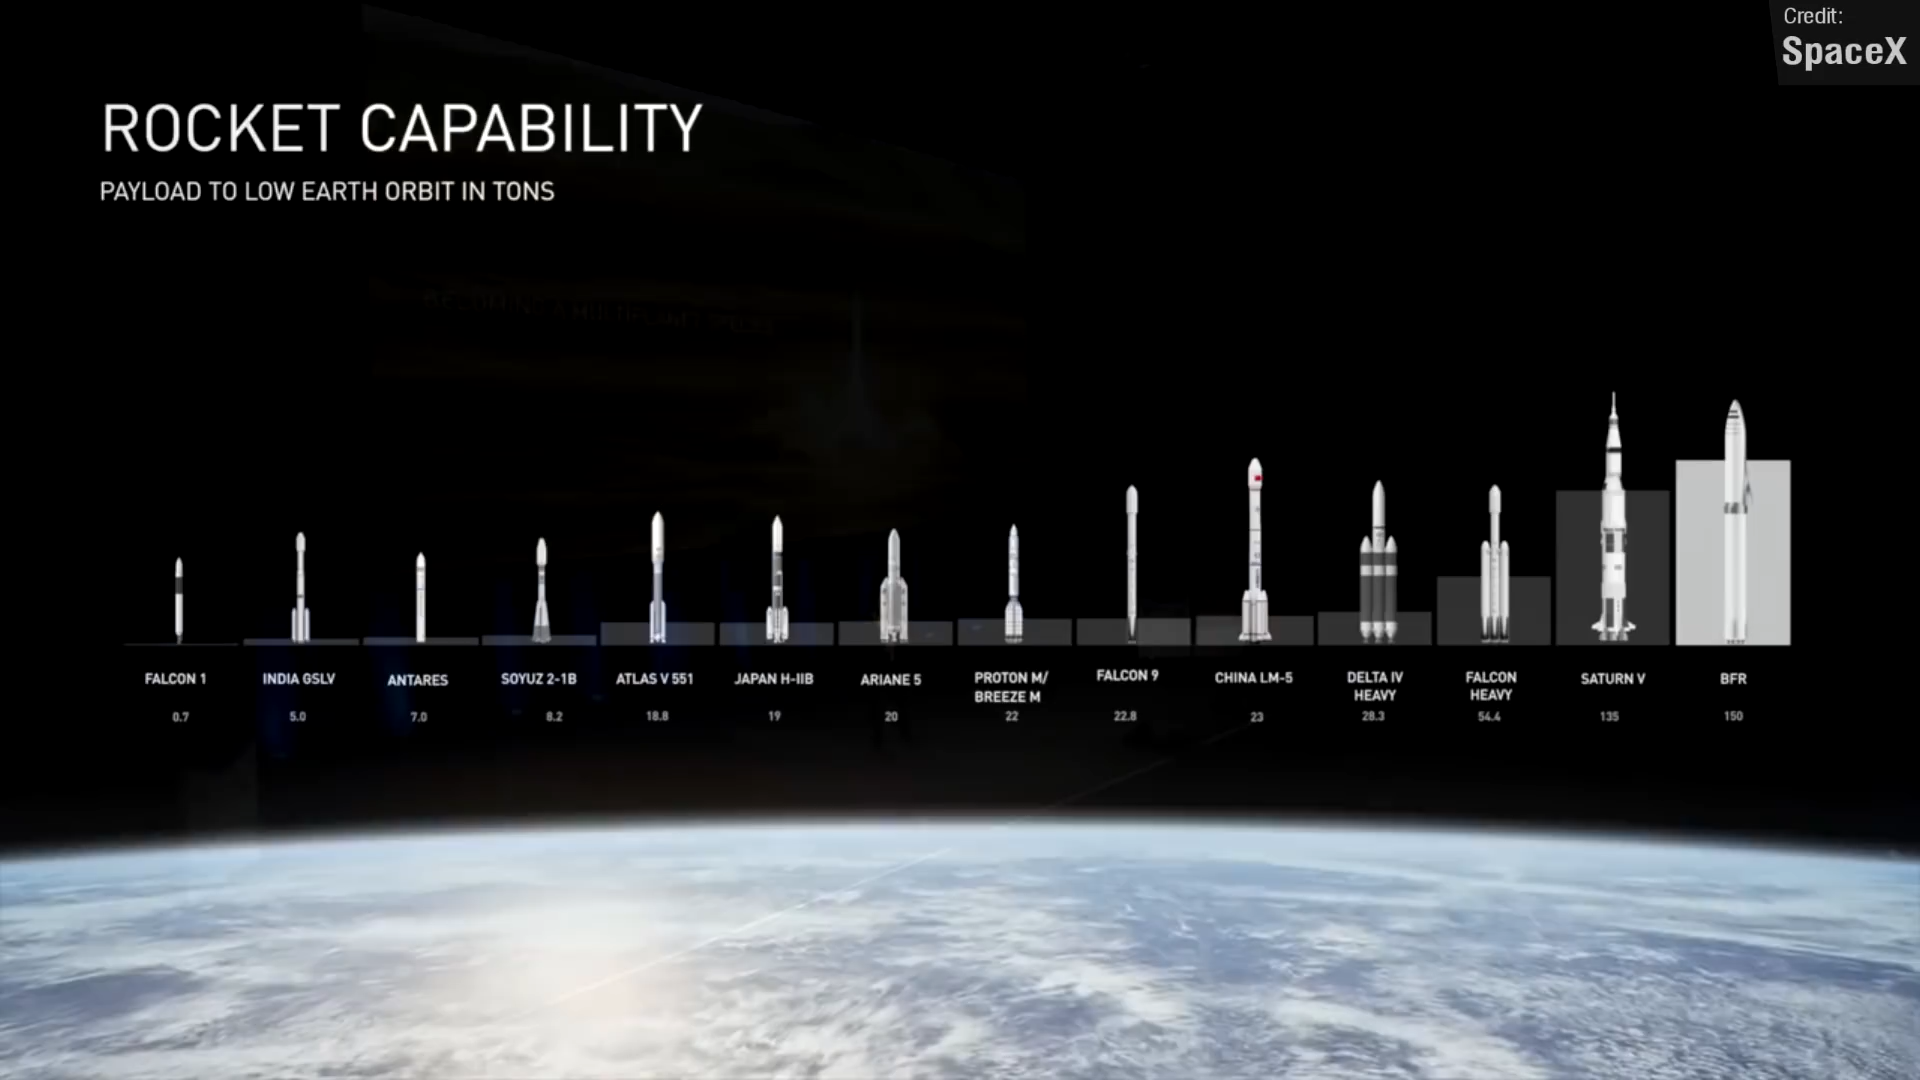 Credit:
SpaceX
ROCKET CAPABILITY
PAYLOAD TO LOW EARTH ORBIT IN TONS
FALCON 1
INDIA GSLV
ANTARES
SOYUZ 2-1B
ATLAS V 551
JAPAN H-IIB
ARIANE 5
PROTON M/
BREEZE M
FALCON 9
CHINA LM-5
DELTA IV
HEAVY
FALCON
HEAVY
SATURN V
BFR
0.7
5.0
7.0
8.2
18.8
19
20
22
22.8
23
28.3
54.4
135
150